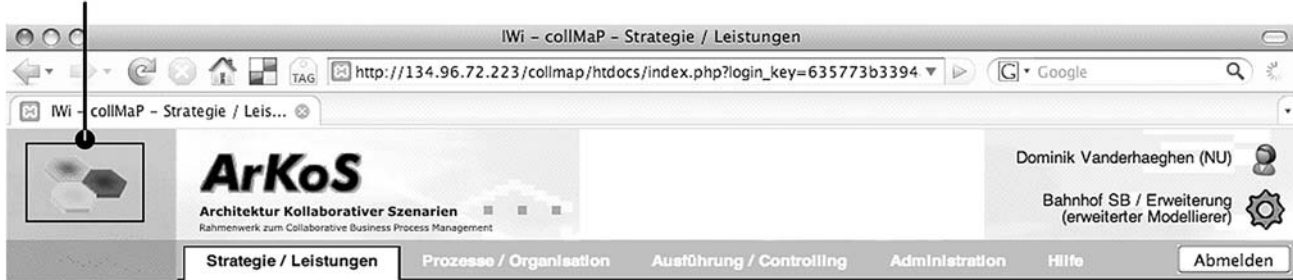 IWi – collMaP – Strategie / Leistungen
TAG http://134.96.72.223/collmap/htdocs/index.php?login_key=635773b3394 G Google
IWi – collMaP – Strategie / Leis...
ArKoS
Architektur Kollaborativer Szenarien
Rahmenwerk zum Collaborative Business Process Management
Dominik Vanderhaeghen (NU)
Bahnhof SB / Erweiterung
(erweiterter Modellierer)
Strategie / Leistungen Prozesse / Organisation Ausführung / Controlling Administration Hilfe Abmelden